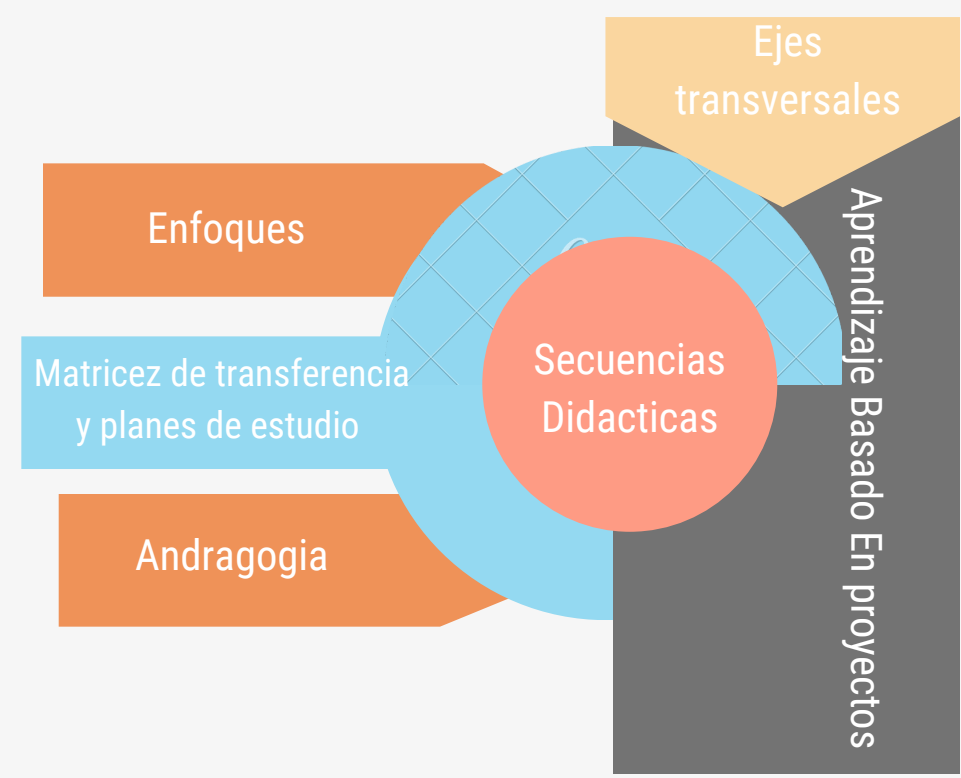 Ejes
transversales
Enfoques
Matricez de transferencia
y planes de estudio
Andragogia
Secuencias
Didacticas
Aprendizaje Basado En proyectos